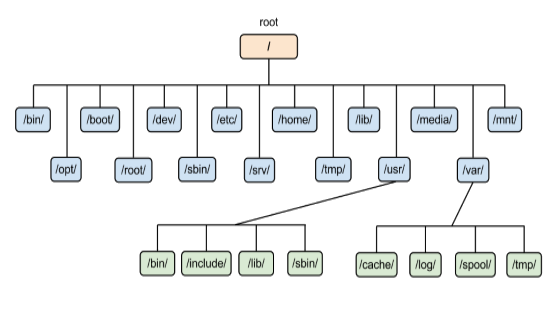 root
/
/bin/
/boot/
/dev/
/etc/
/home/
/lib/
/media/
/mnt/
/opt/
/root/
/sbin/
/srv/
/tmp/
/usr/
/var/
/bin/
/include/
/lib/
/sbin/
/cache/
/log/
/spool/
/tmp/